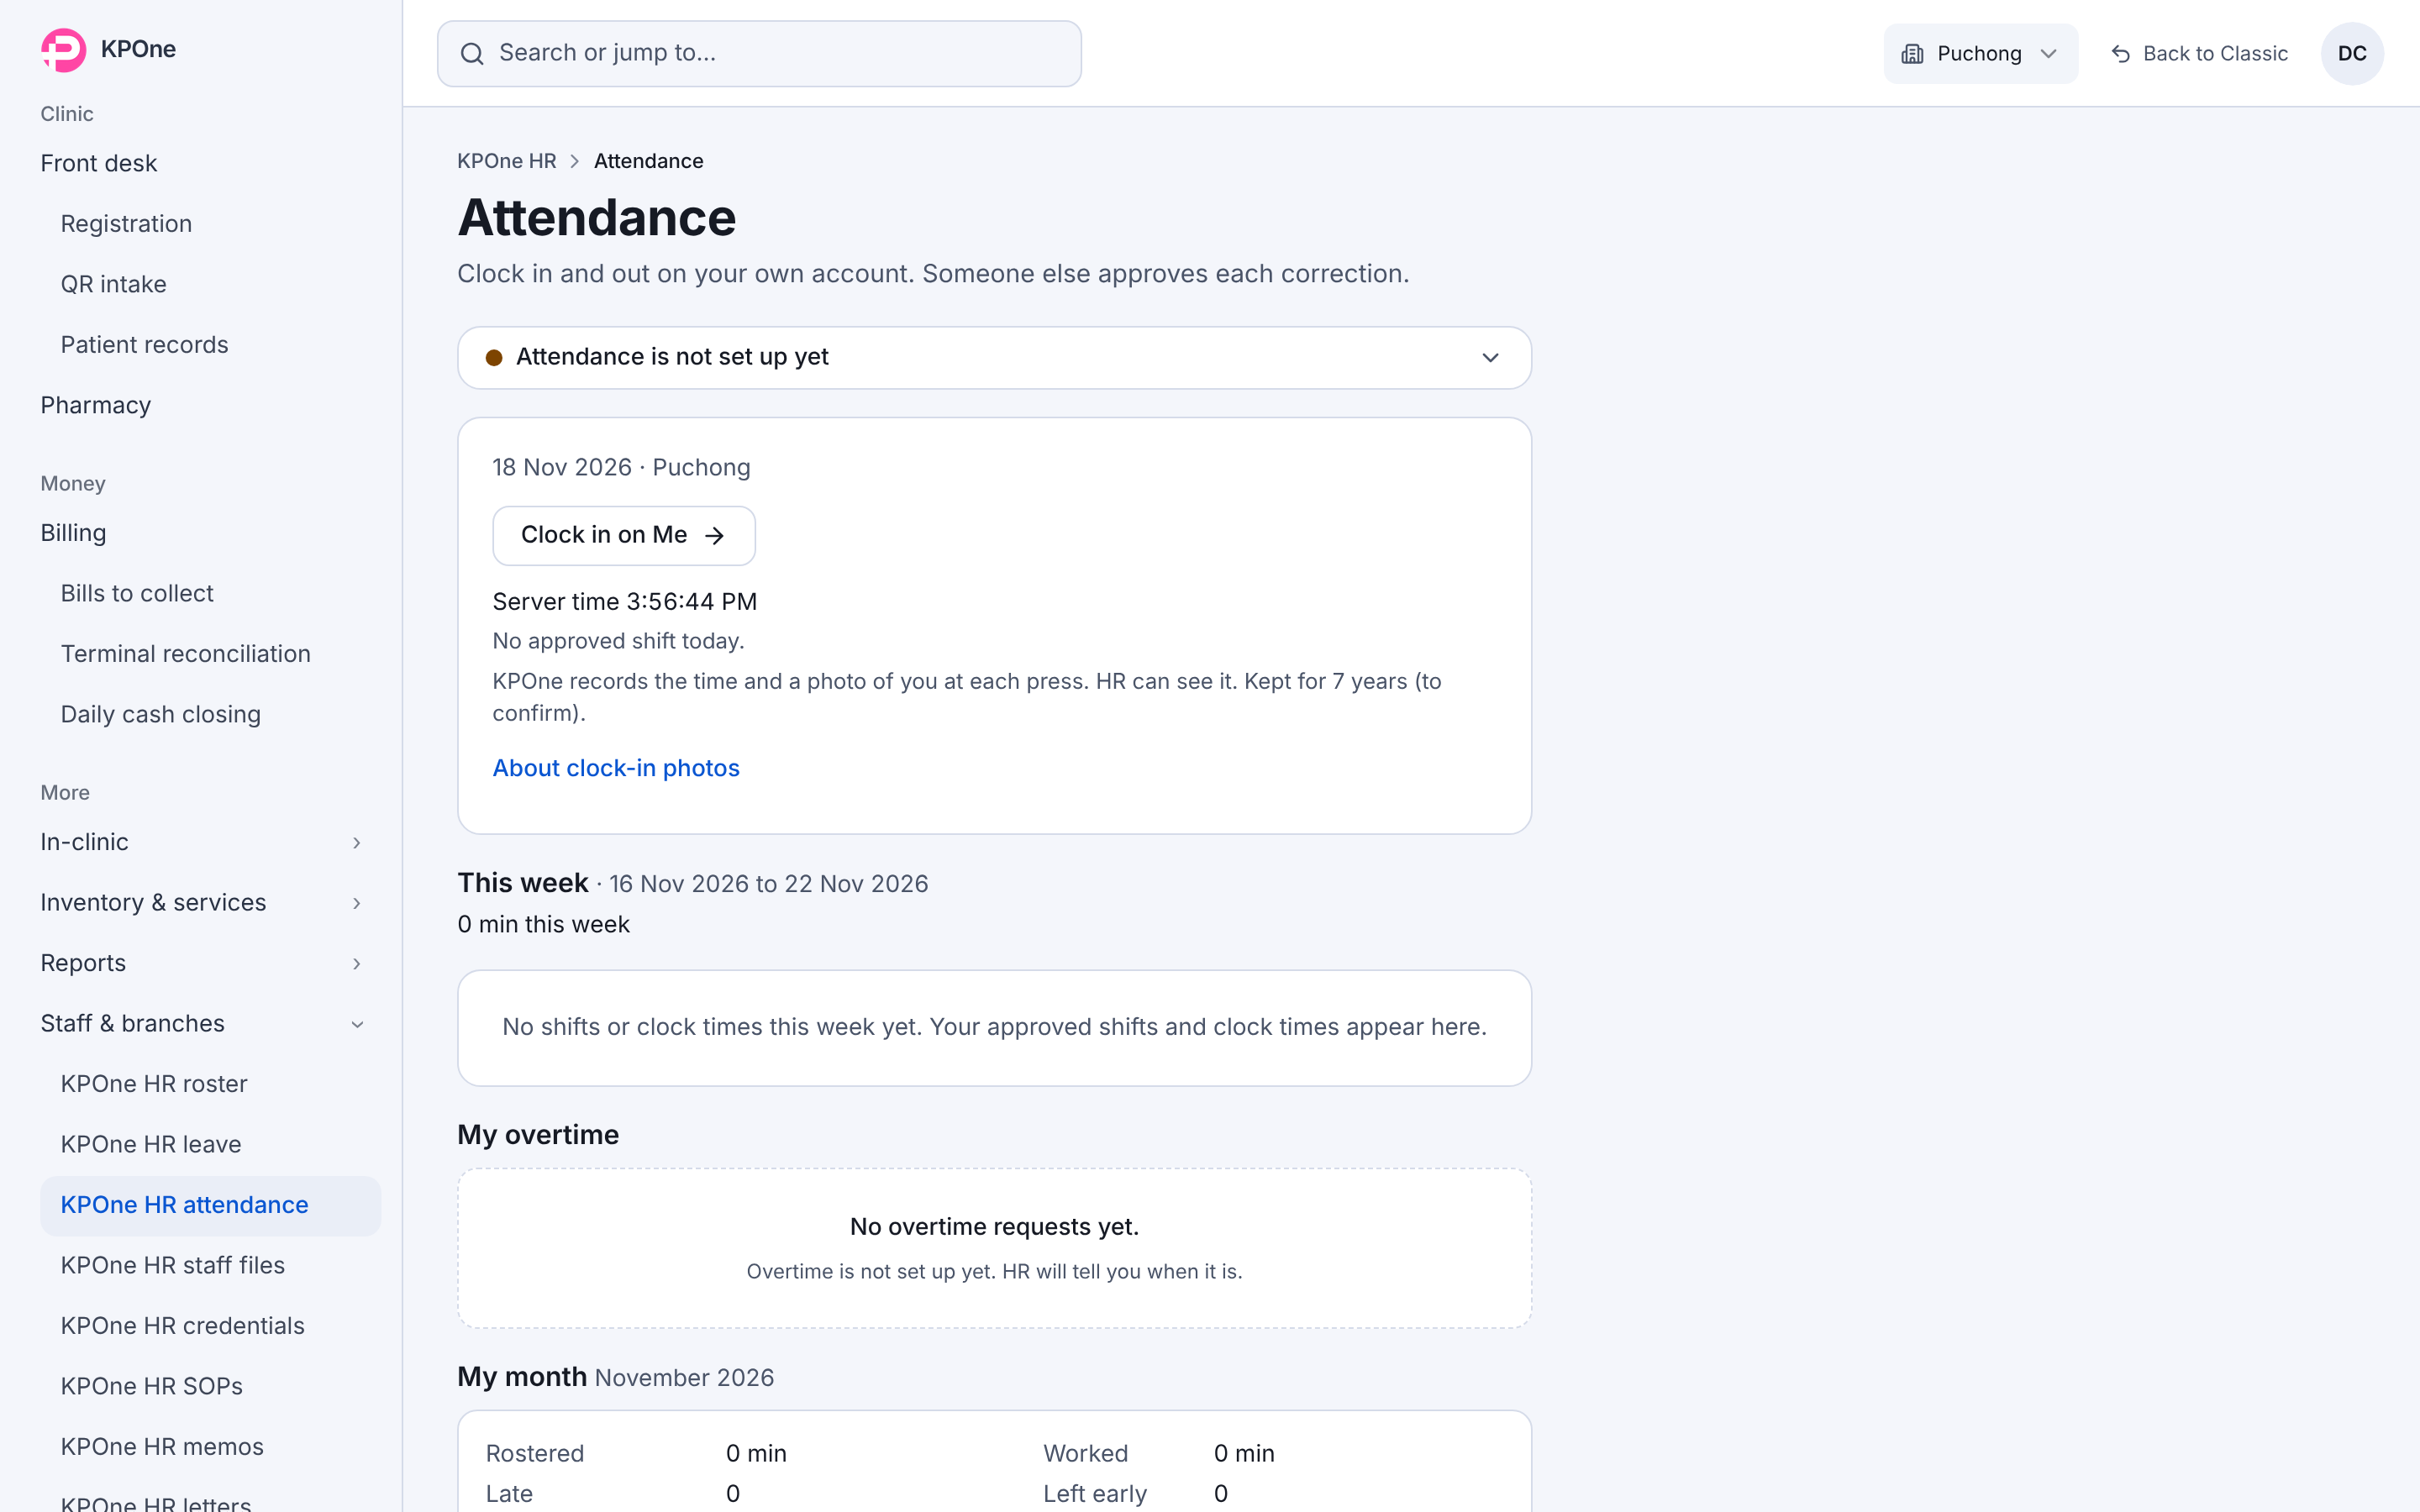 KPOne
Clinic
Front desk
Registration
QR intake
Patient records
Pharmacy
Money
Billing
Bills to collect
Terminal reconciliation
Daily cash closing
More
In-clinic
Inventory & services
Reports
Staff & branches
KPOne HR roster
KPOne HR leave
KPOne HR attendance
KPOne HR staff files
KPOne HR credentials
KPOne HR SOPs
KPOne HR memos
KPOne HR letters
Search or jump to...
Puchong
Back to Classic
DC
KPOne HR > Attendance
Attendance
Clock in and out on your own account. Someone else approves each correction.
Attendance is not set up yet
18 Nov 2026 · Puchong
Clock in on Me →
Server time 3:56:44 PM
No approved shift today.
KPOne records the time and a photo of you at each press. HR can see it. Kept for 7 years (to
confirm).
About clock-in photos
This week · 16 Nov 2026 to 22 Nov 2026
0 min this week
No shifts or clock times this week yet. Your approved shifts and clock times appear here.
My overtime
No overtime requests yet.
Overtime is not set up yet. HR will tell you when it is.
My month November 2026
Rostered 0 min Worked 0 min
Late 0 Left early 0